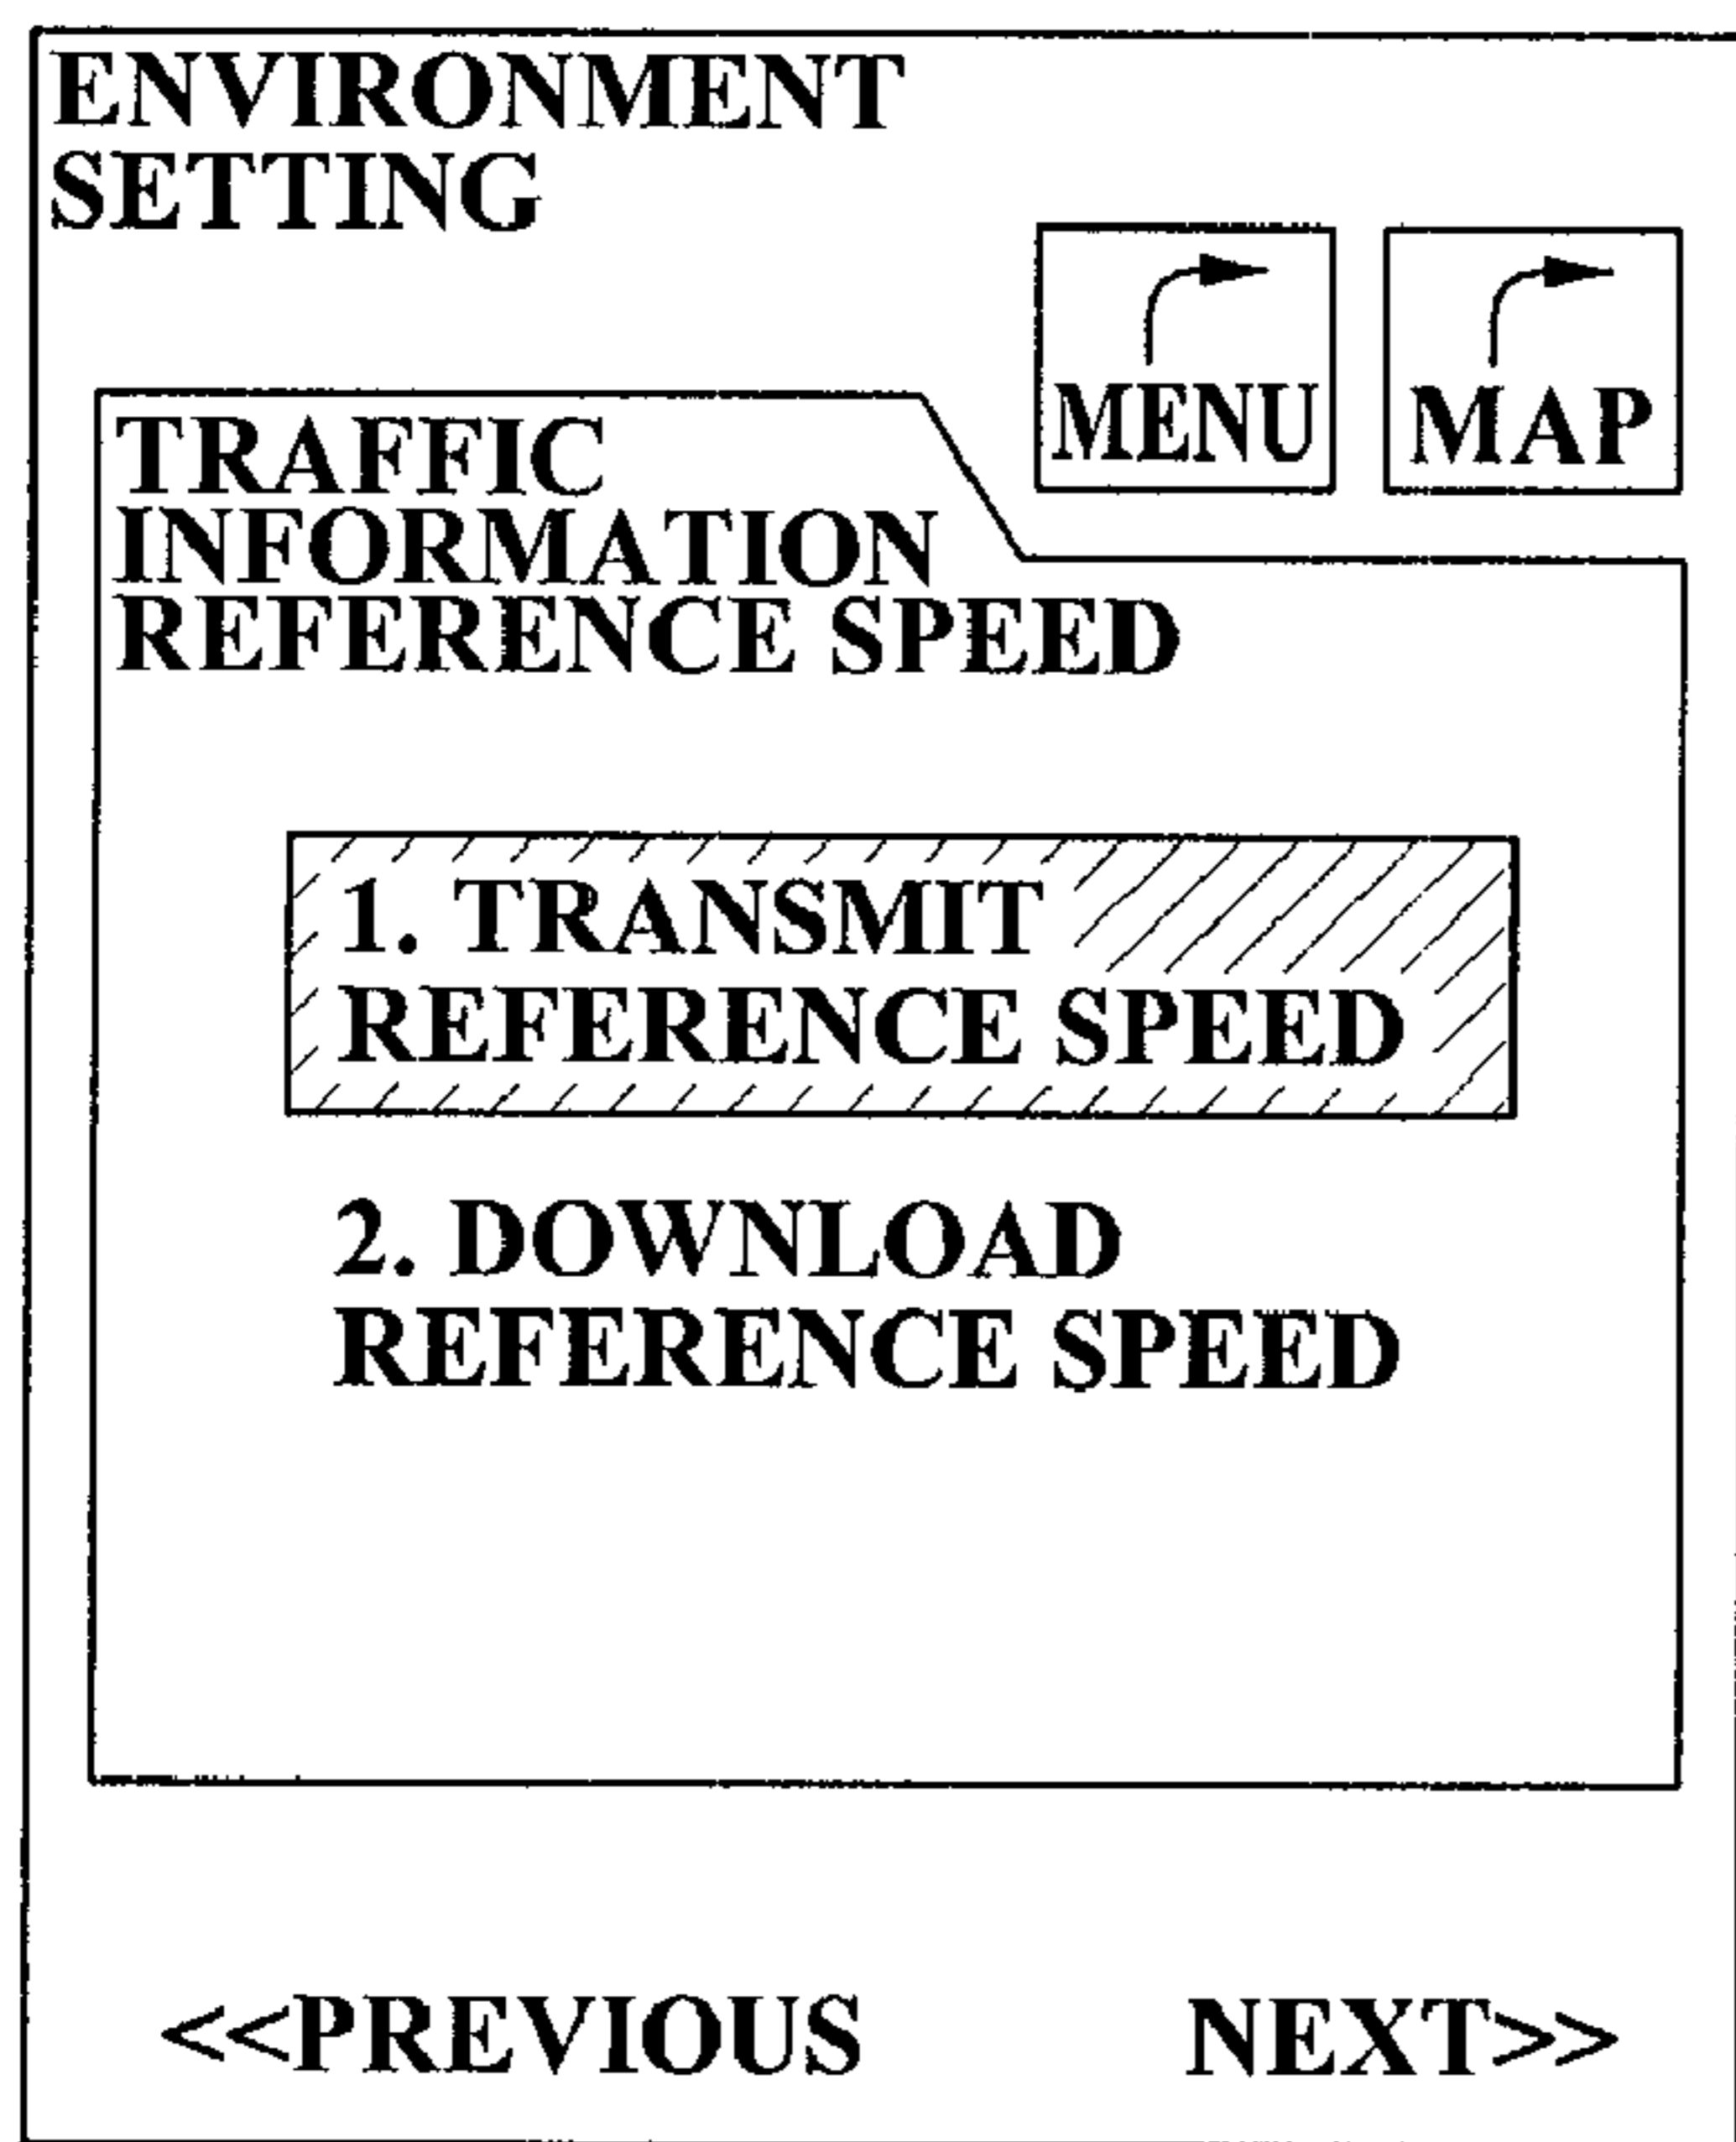 ENVIRONMENT
SETTING
MENU
MAP
TRAFFIC
INFORMATION
REFERENCE SPEED
1. TRANSMIT
REFERENCE SPEED
2. DOWNLOAD
REFERENCE SPEED
<<PREVIOUS
NEXT>>